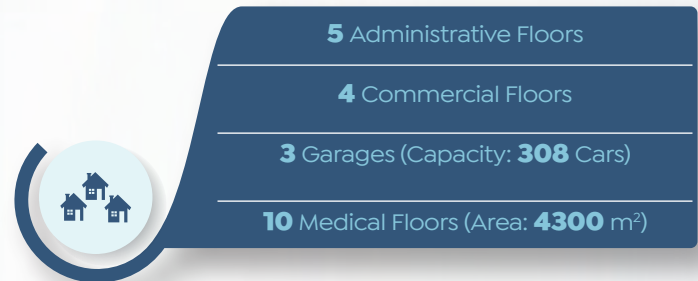 5 Administrative Floors
4 Commercial Floors
3 Garages (Capacity: 308 Cars)
10 Medical Floors (Area: 4300 m²)